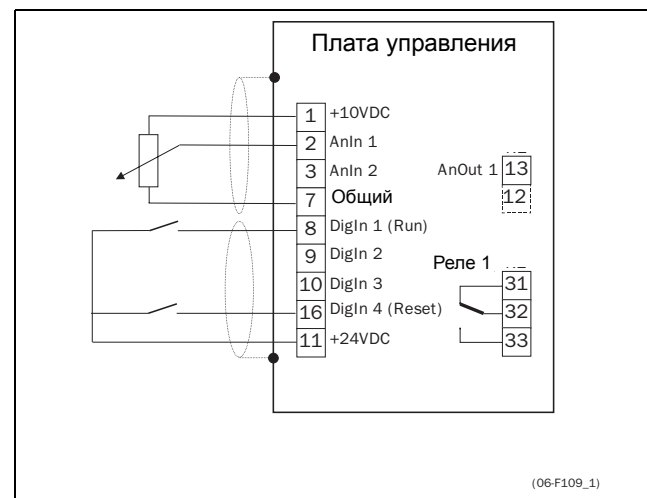 Плата управления
1 +10VDC
2 AnIn 1
3 AnIn 2
7 Общий
8 DigIn 1 (Run)
9 DigIn 2
10 DigIn 3
16 DigIn 4 (Reset)
11 +24VDC
AnOut 1 13
12
Реле 1
31
32
33
(06-F109_1)